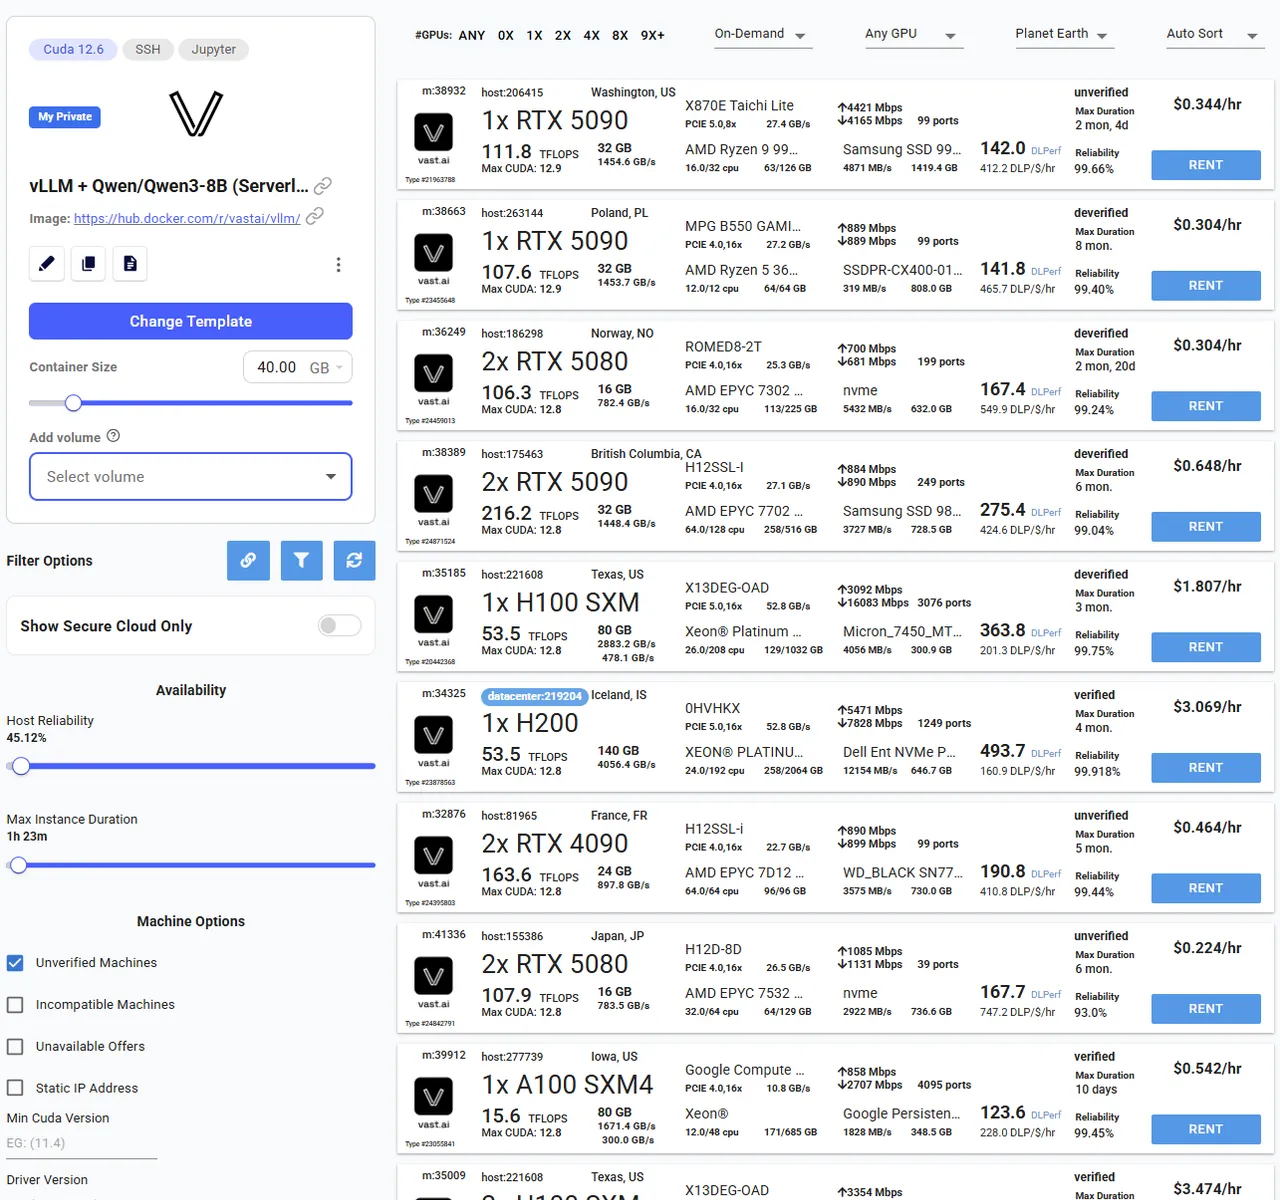 Cuda 12.6 SSH Jupyter
My Private
vLLM + Qwen/Qwen3-8B (Serverl...
Image: https://hub.docker.com/r/vastai/vllm/
Change Template
Container Size 40.00 GB
Add volume
Select volume
Filter Options
Show Secure Cloud Only
Availability
Host Reliability
45.12%
Max Instance Duration
1h 23m
Machine Options
Unverified Machines
Incompatible Machines
Unavailable Offers
Static IP Address
Min Cuda Version
EG: (11.4)
Driver Version
#GPUs: ANY 0X 1X 2X 4X 8X 9X+ On-Demand Any GPU Planet Earth Auto Sort
m:38932 host:206415 Washington, US
vast.ai
Type #21963788
1x RTX 5090
111.8 TFLOPS
Max CUDA: 12.9
32 GB
1454.6 GB/s
X870E Taichi Lite
PCIE 5.0,8x 27.4 GB/s
AMD Ryzen 9 99...
16.0/32 cpu 63/126 GB
↑4421 Mbps
↓4165 Mbps 99 ports
Samsung SSD 99...
4871 MB/s 1419.4 GB
142.0 DLPerf
412.2 DLP/$/hr
unverified
Max Duration
2 mon, 4d
Reliability
99.66%
$0.344/hr
RENT
m:38663 host:263144 Poland, PL
vast.ai
Type #23455648
1x RTX 5090
107.6 TFLOPS
Max CUDA: 12.9
32 GB
1453.7 GB/s
MPG B550 GAMI...
PCIE 4.0,16x 27.2 GB/s
AMD Ryzen 5 36...
12.0/12 cpu 64/64 GB
↑889 Mbps
↓889 Mbps 99 ports
SSDPR-CX400-01...
319 MB/s 808.0 GB
141.8 DLPerf
465.7 DLP/$/hr
deverified
Max Duration
8 mon.
Reliability
99.40%
$0.304/hr
RENT
m:36249 host:186298 Norway, NO
vast.ai
Type #24459013
2x RTX 5080
106.3 TFLOPS
Max CUDA: 12.8
16 GB
782.4 GB/s
ROMED8-2T
PCIE 4.0,16x 25.3 GB/s
AMD EPYC 7302 ...
16.0/32 cpu 113/225 GB
↑700 Mbps
↓681 Mbps 199 ports
nvme
5432 MB/s 632.0 GB
167.4 DLPerf
549.9 DLP/$/hr
deverified
Max Duration
2 mon, 20d
Reliability
99.24%
$0.304/hr
RENT
m:38389 host:175463 British Columbia, CA
vast.ai
Type #24871524
2x RTX 5090
216.2 TFLOPS
Max CUDA: 12.8
32 GB
1448.4 GB/s
H12SSL-I
PCIE 4.0,16x 27.1 GB/s
AMD EPYC 7702 ...
64.0/128 cpu 258/516 GB
↑884 Mbps
↓890 Mbps 249 ports
Samsung SSD 98...
3727 MB/s 728.5 GB
275.4 DLPerf
424.6 DLP/$/hr
deverified
Max Duration
6 mon.
Reliability
99.04%
$0.648/hr
RENT
m:35185 host:221608 Texas, US
vast.ai
Type #20442368
1x H100 SXM
53.5 TFLOPS
Max CUDA: 12.8
80 GB
2883.2 GB/s
478.1 GB/s
X13DEG-OAD
PCIE 5.0,16x 52.8 GB/s
Xeon® Platinum ...
26.0/208 cpu 129/1032 GB
↑3092 Mbps
↓16083 Mbps 3076 ports
Micron_7450_MT...
4056 MB/s 300.9 GB
363.8 DLPerf
201.3 DLP/$/hr
deverified
Max Duration
3 mon.
Reliability
99.75%
$1.807/hr
RENT
m:34325 datacenter:219204 Iceland, IS
vast.ai
Type #23878563
1x H200
53.5 TFLOPS
Max CUDA: 12.8
140 GB
4056.4 GB/s
0HVHKX
PCIE 5.0,16x 52.8 GB/s
XEON® PLATINU...
24.0/192 cpu 258/2064 GB
↑5471 Mbps
↓7828 Mbps 1249 ports
Dell Ent NVMe P...
12154 MB/s 646.7 GB
493.7 DLPerf
160.9 DLP/$/hr
verified
Max Duration
4 mon.
Reliability
99.918%
$3.069/hr
RENT
m:32876 host:81965 France, FR
vast.ai
Type #24395803
2x RTX 4090
163.6 TFLOPS
Max CUDA: 12.8
24 GB
897.8 GB/s
H12SSL-i
PCIE 4.0,16x 22.7 GB/s
AMD EPYC 7D12 ...
64.0/64 cpu 96/96 GB
↑890 Mbps
↓899 Mbps 99 ports
WD_BLACK SN77...
3575 MB/s 730.0 GB
190.8 DLPerf
410.8 DLP/$/hr
unverified
Max Duration
5 mon.
Reliability
99.44%
$0.464/hr
RENT
m:41336 host:155386 Japan, JP
vast.ai
Type #24842791
2x RTX 5080
107.9 TFLOPS
Max CUDA: 12.8
16 GB
783.5 GB/s
H12D-8D
PCIE 4.0,16x 26.5 GB/s
AMD EPYC 7532 ...
32.0/64 cpu 64/129 GB
↑1085 Mbps
↓1131 Mbps 39 ports
nvme
2922 MB/s 736.6 GB
167.7 DLPerf
747.2 DLP/$/hr
unverified
Max Duration
6 mon.
Reliability
93.0%
$0.224/hr
RENT
m:39912 host:277739 Iowa, US
vast.ai
Type #23055841
1x A100 SXM4
15.6 TFLOPS
Max CUDA: 12.8
80 GB
1671.4 GB/s
300.0 GB/s
Google Compute ...
PCIE 4.0,16x 10.8 GB/s
Xeon®
12.0/48 cpu 171/685 GB
↑858 Mbps
↓2707 Mbps 4095 ports
Google Persisten...
1828 MB/s 348.5 GB
123.6 DLPerf
228.0 DLP/$/hr
verified
Max Duration
10 days
Reliability
99.45%
$0.542/hr
RENT
m:35009 host:221608 Texas, US
X13DEG-OAD
↑3354 Mbps
verified
Max Duration
$3.474/hr